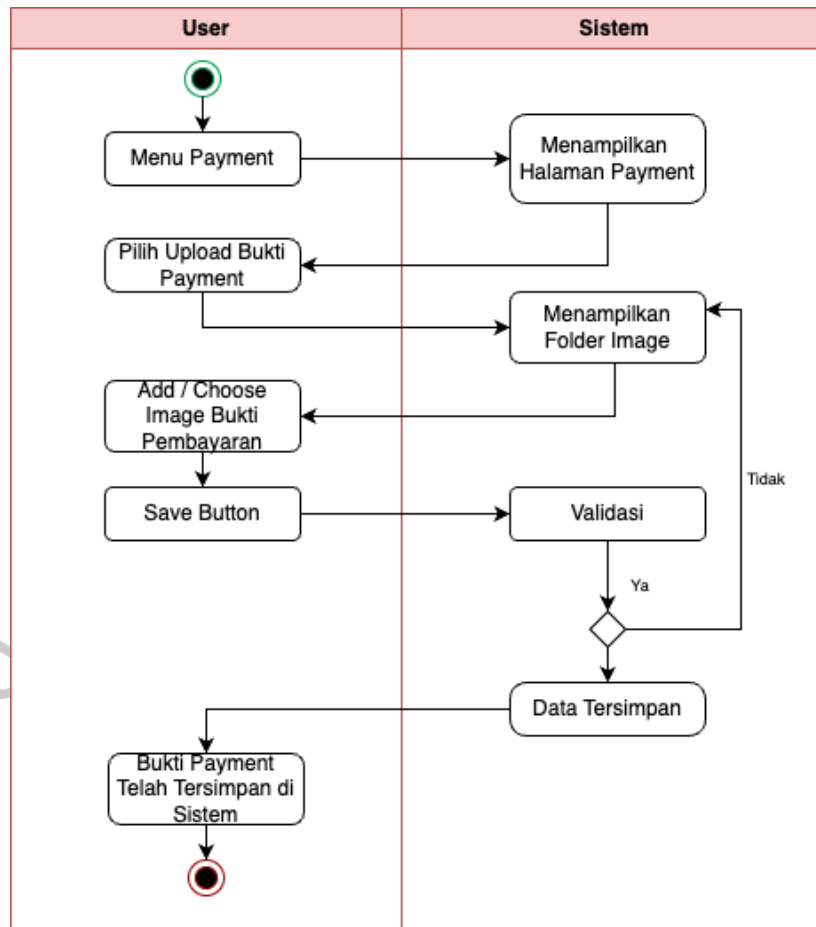 User
Sistem
Menu Payment
Menampilkan
Halaman Payment
Pilih Upload Bukti
Payment
Menampilkan
Folder Image
Add / Choose
Image Bukti
Pembayaran
Tidak
Save Button
Validasi
Ya
Data Tersimpan
Bukti Payment
Telah Tersimpan di
Sistem